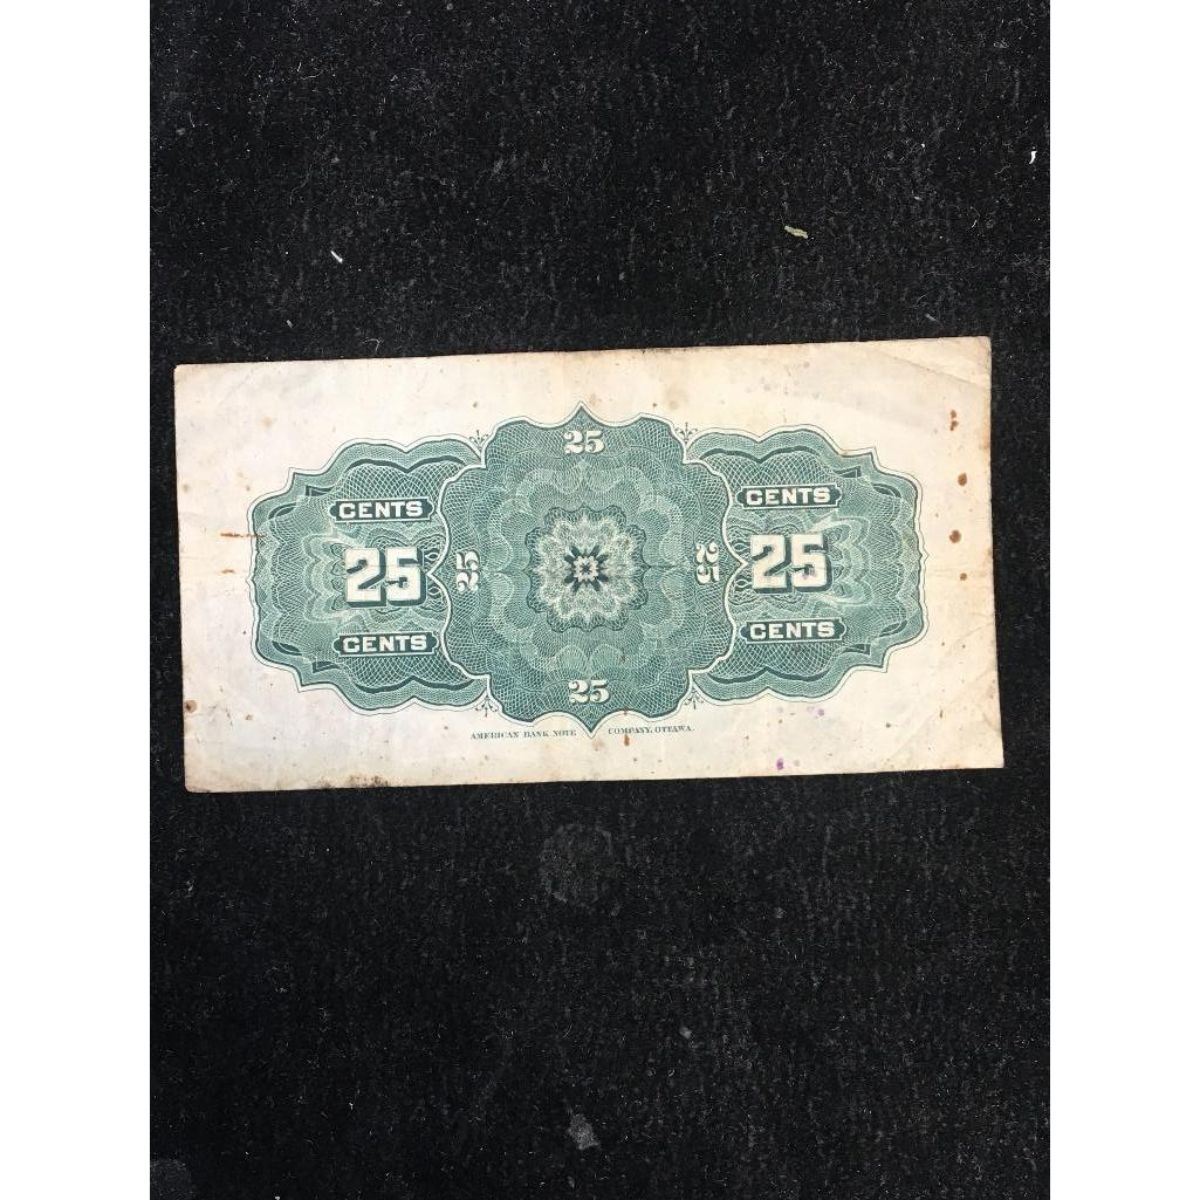 25
CENTS CENTS
25 25 25 25
CENTS CENTS
25
AMERICAN BANK NOTE COMPANY, OTTAWA.